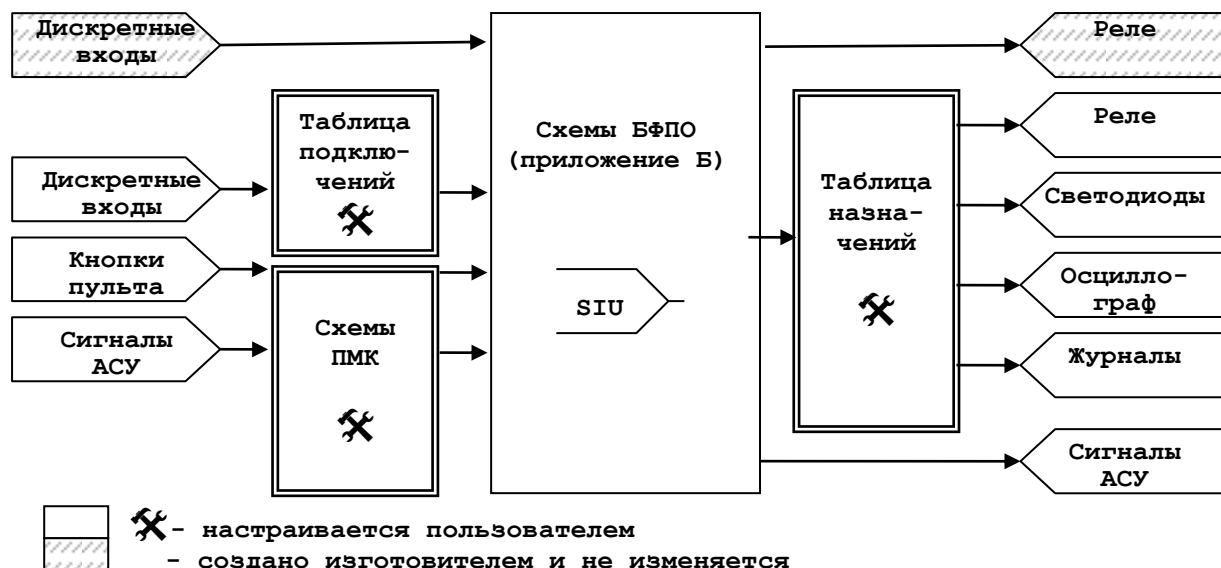 Дискретные
входы
Дискретные
входы
Кнопки
пульта
Сигналы
АСУ
Таблица
подклю-
чений
Схемы
ПМК
Схемы БФПО
(приложение Б)
SIU
Таблица
назна-
чений
Реле
Реле
Светодиоды
Осцилло-
граф
Журналы
Сигналы
АСУ
- настраивается пользователем
- создано изготовителем и не изменяется